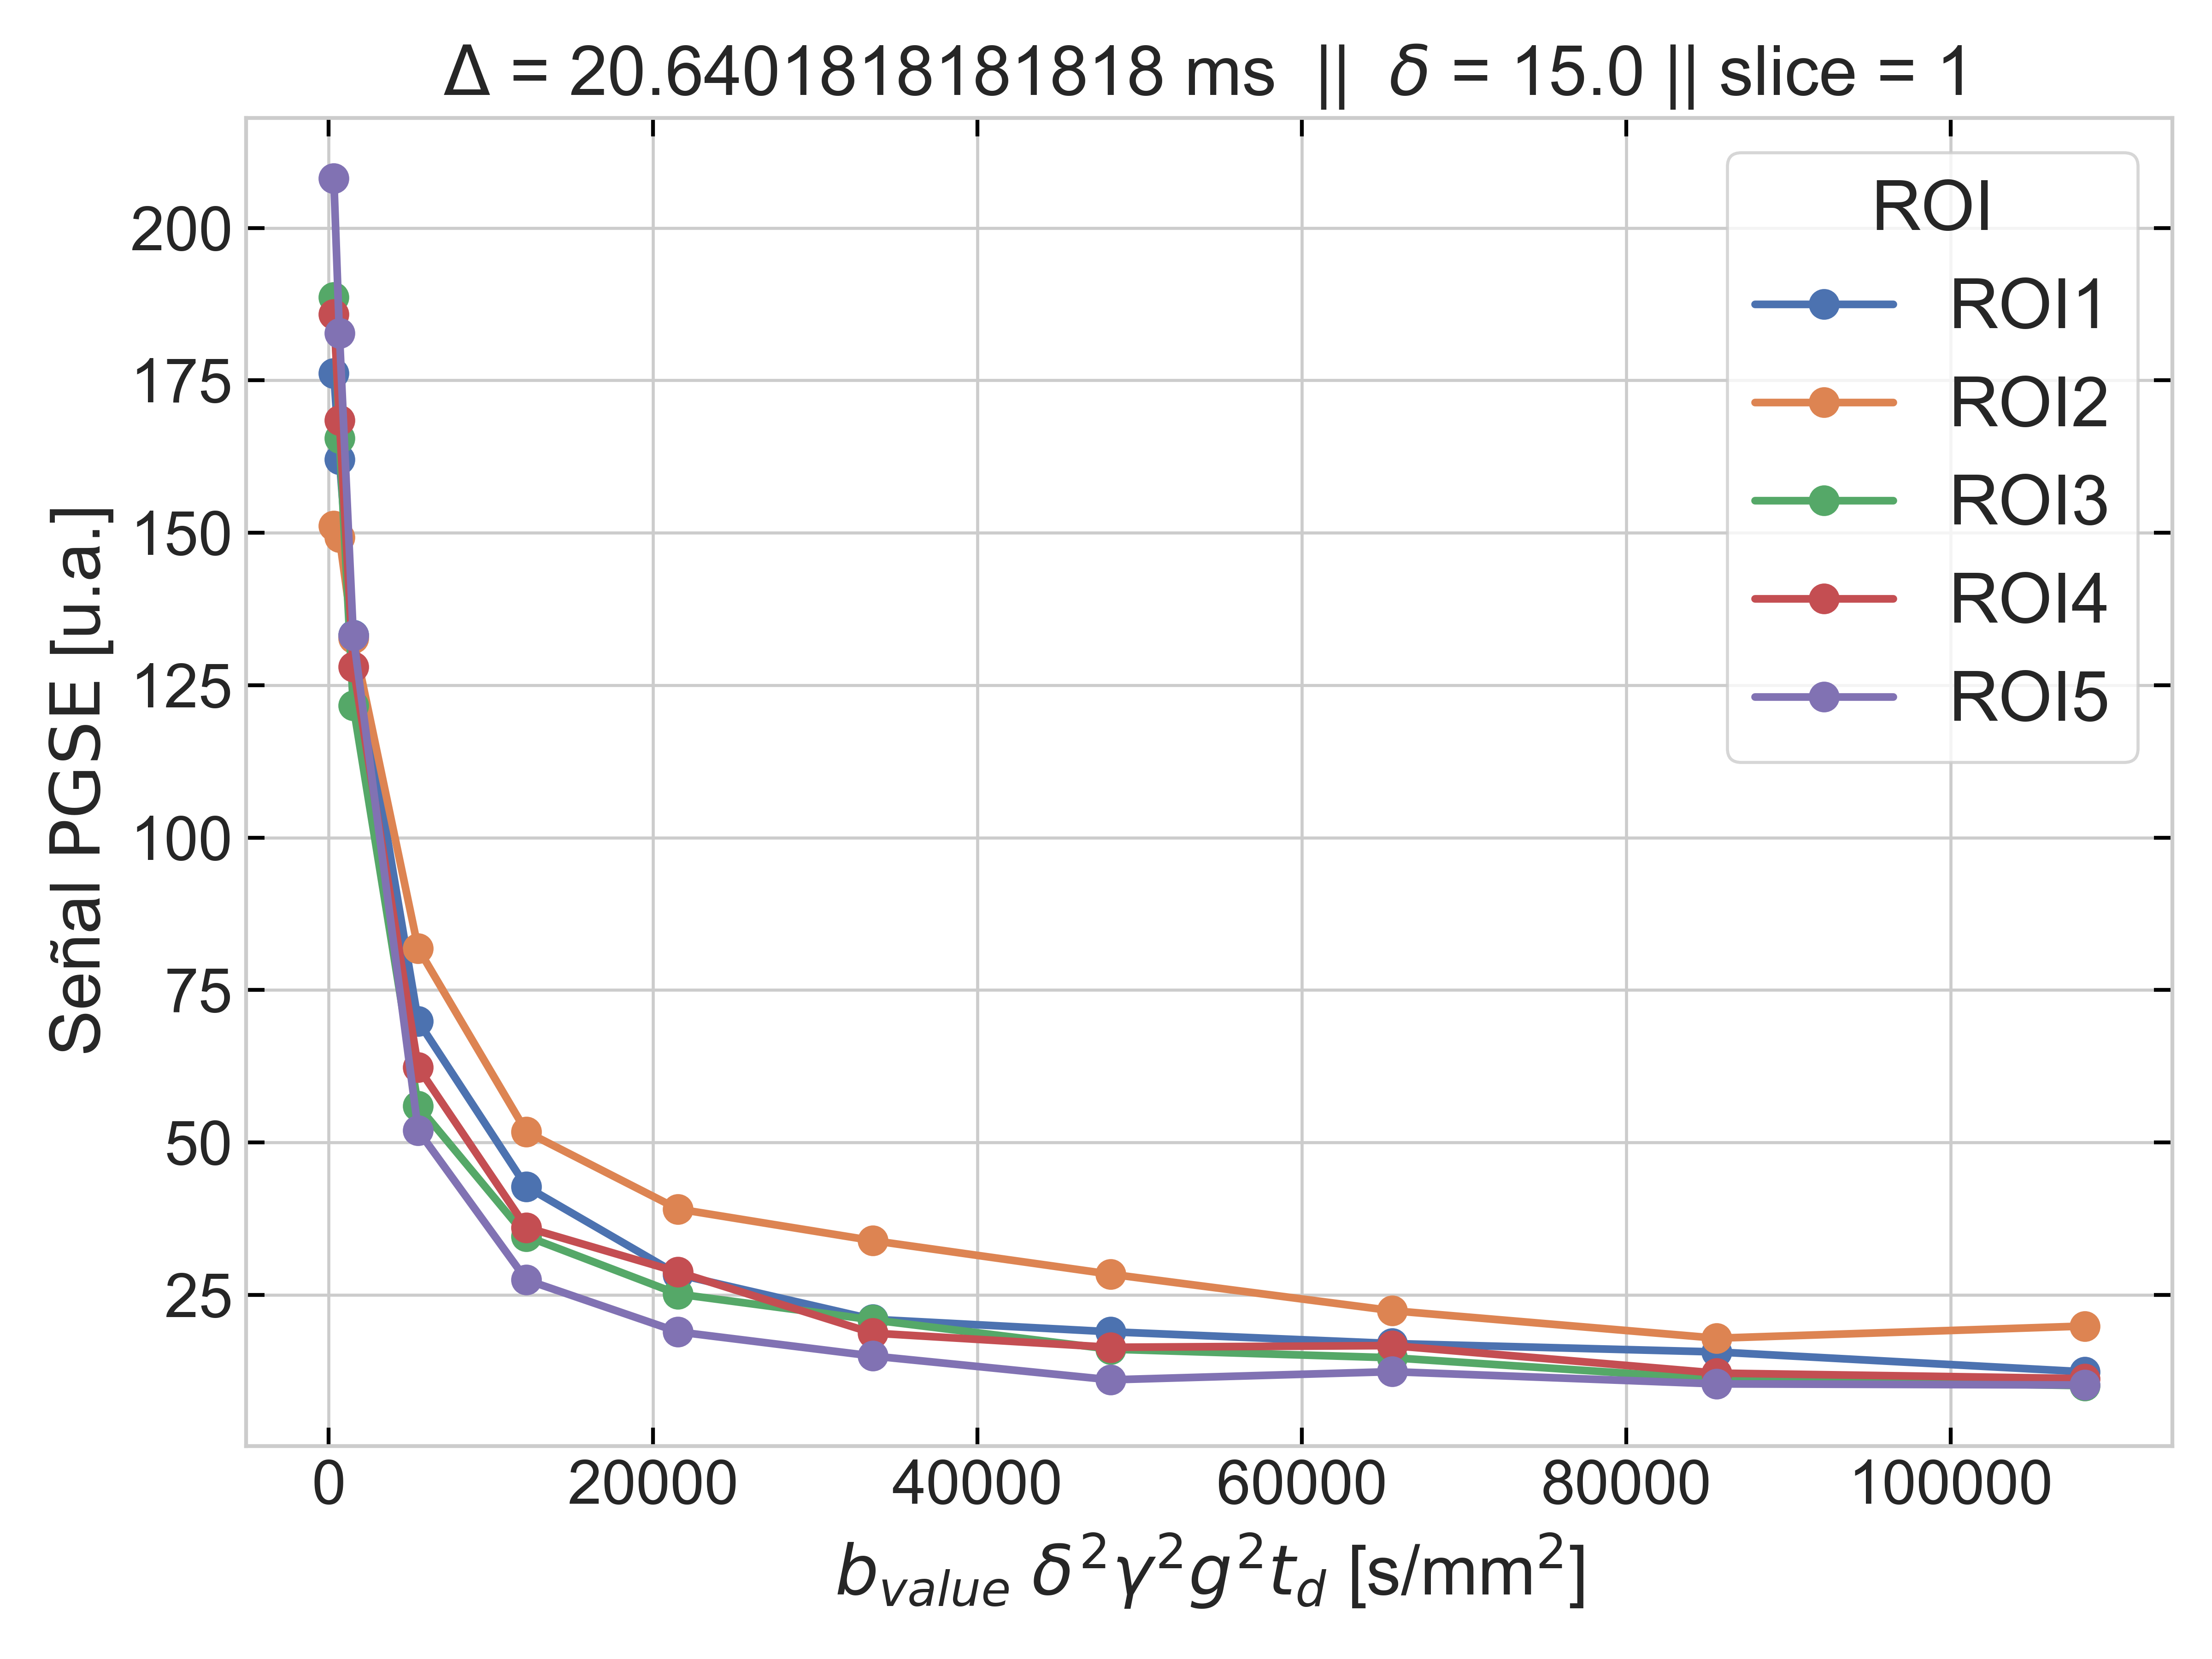 Δ = 20.64018181818181818 ms || δ = 15.0 || slice = 1
Señal PGSE [u.a.]
200
175
150
125
100
75
50
25
ROI
ROI1
ROI2
ROI3
ROI4
ROI5
0 20000 40000 60000 80000 100000
b_value δ²γ²g²t_d [s/mm²]